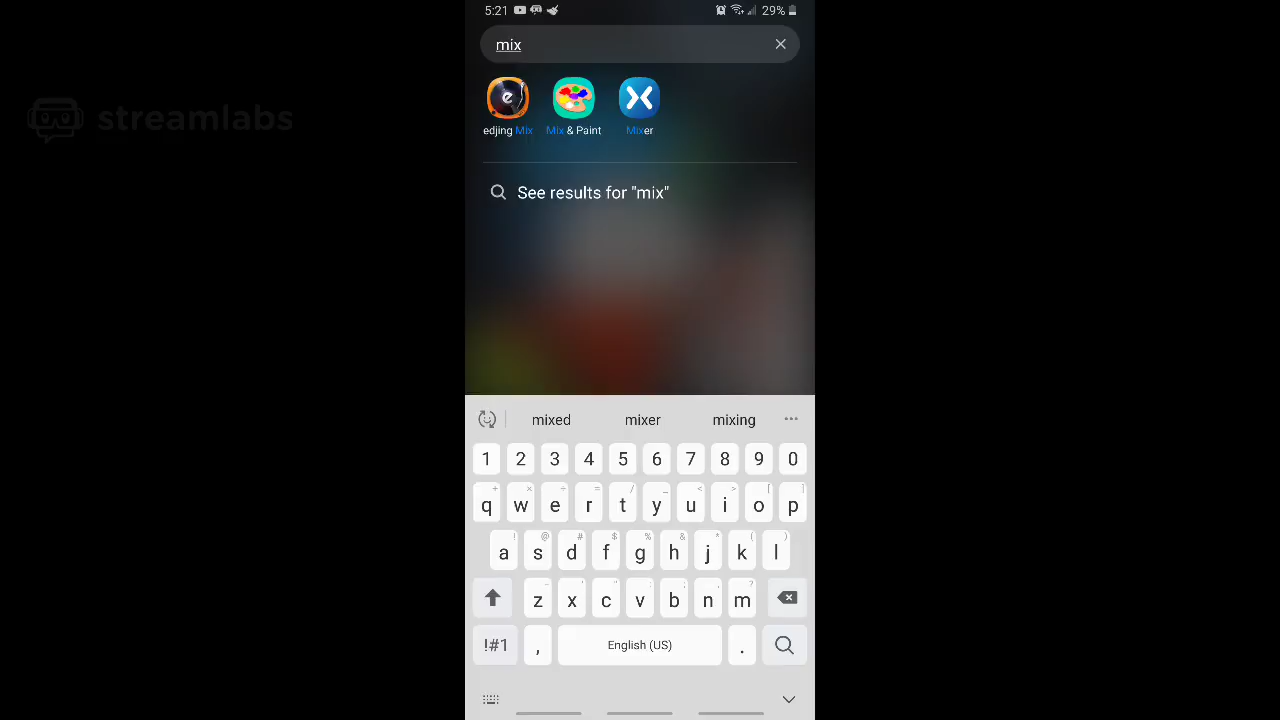 5:21 29%
streamlabs
mix
edjing Mix Mix & Paint Mixer
See results for "mix"
mixed mixer mixing
1 2 3 4 5 6 7 8 9 0
q w e r t y u i o p
a s d f g h j k l
z x c v b n m
!#1 , English (US) .